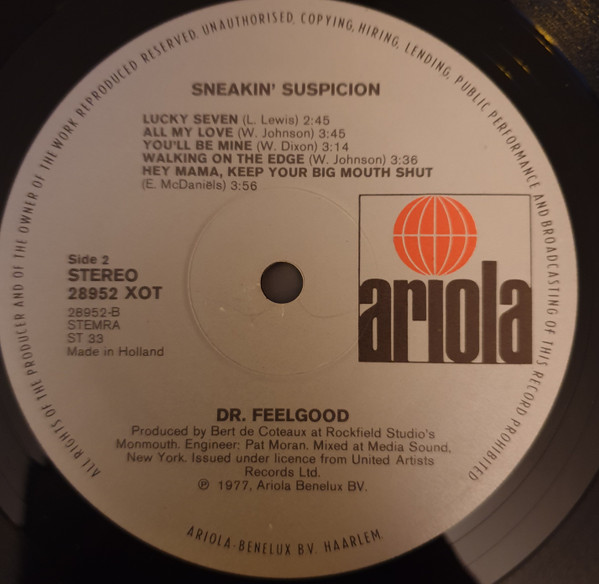 ALL RIGHTS OF THE PRODUCER AND OF THE OWNER OF THE WORK REPRODUCED RESERVED. UNAUTHORISED COPYING, HIRING, LENDING, PUBLIC PERFORMANCE AND BROADCASTING OF THIS RECORD PROHIBITED
SNEAKIN' SUSPICION
LUCKY SEVEN (L. Lewis) 2:45
ALL MY LOVE (W. Johnson) 3:45
YOU'LL BE MINE (W. Dixon) 3:14
WALKING ON THE EDGE (W. Johnson) 3:36
HEY MAMA, KEEP YOUR BIG MOUTH SHUT
(E. McDaniels) 3:56
Side 2
STEREO
28952 XOT
28952-B
STEMRA
ST 33
Made in Holland
ariola
DR. FEELGOOD
Produced by Bert de Coteaux at Rockfield Studio's
Monmouth. Engineer: Pat Moran. Mixed at Media Sound,
New York. Issued under licence from United Artists
Records Ltd.
℗ 1977, Ariola Benelux BV.
ARIOLA-BENELUX BV. HAARLEM.